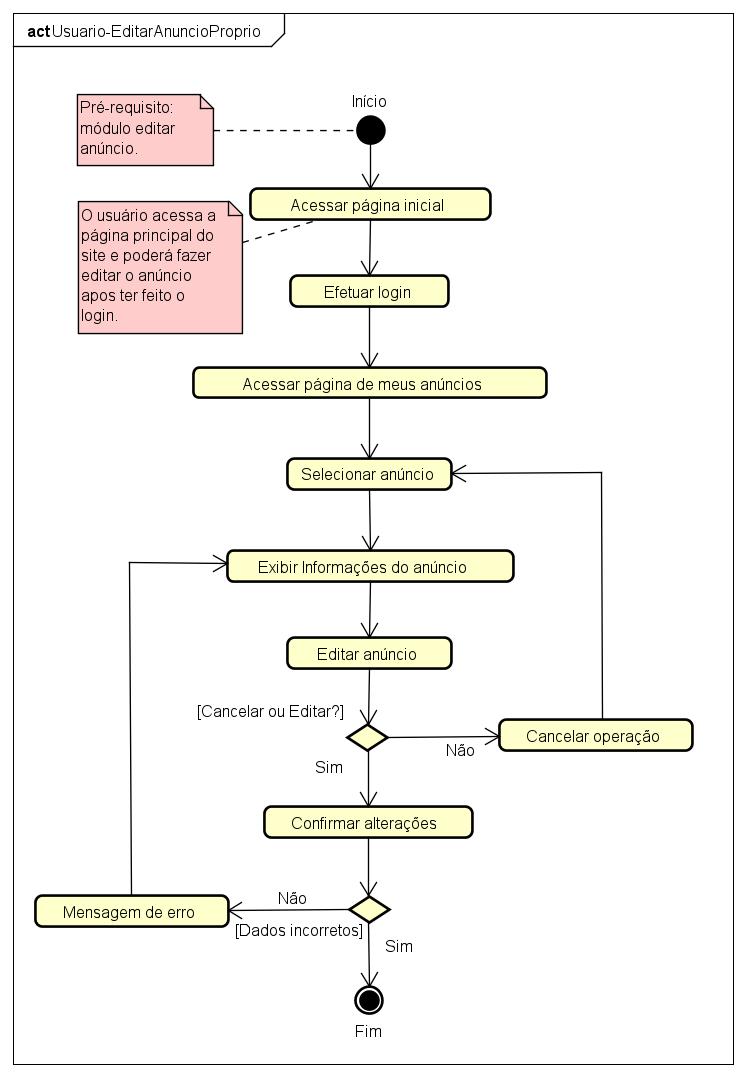 act Usuario-EditarAnuncioProprio
Início
Pré-requisito:
módulo editar
anúncio.
Acessar página inicial
O usuário acessa a
página principal do
site e poderá fazer
editar o anúncio
apos ter feito o
login.
Efetuar login
Acessar página de meus anúncios
Selecionar anúncio
Exibir Informações do anúncio
Editar anúncio
[Cancelar ou Editar?]
Cancelar operação
Não
Sim
Confirmar alterações
Não
Mensagem de erro
[Dados incorretos]
Sim
Fim